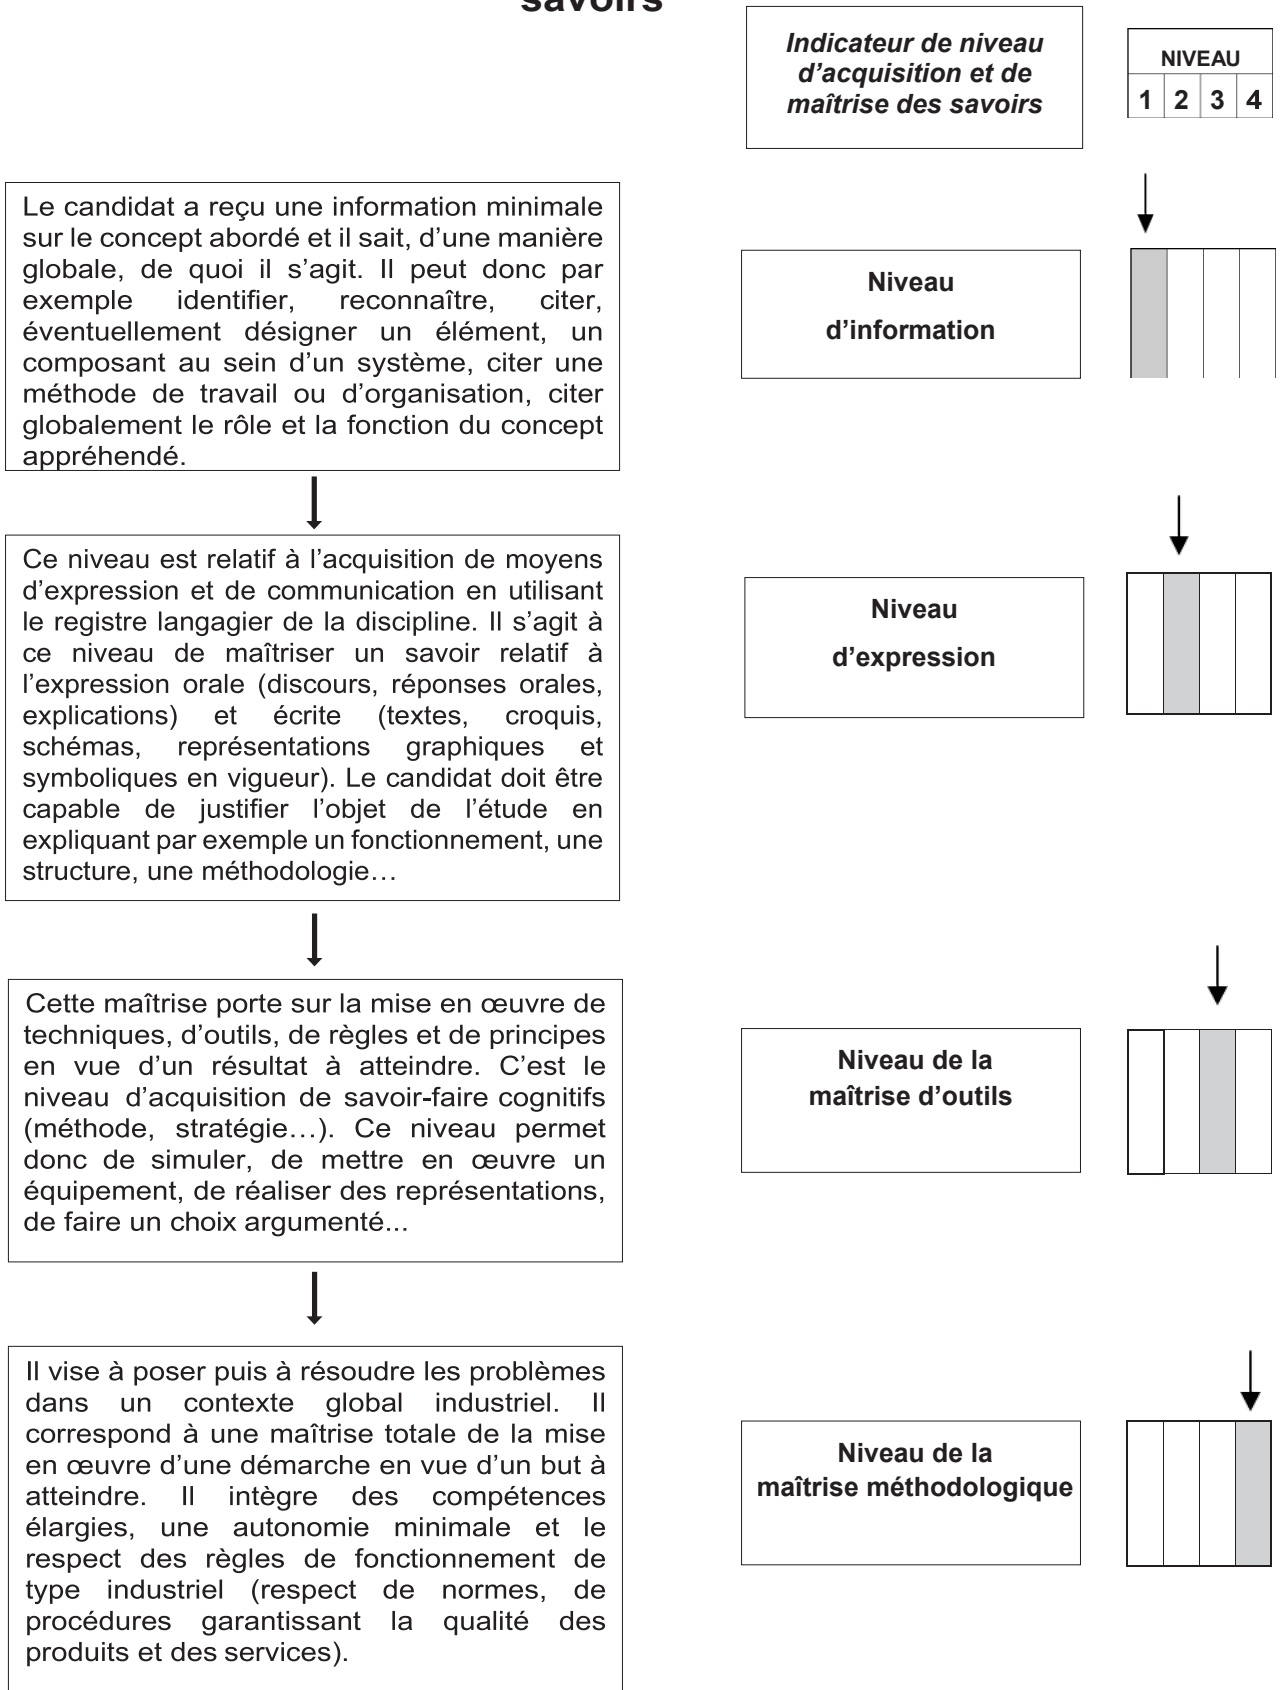 savoirs
Indicateur de niveau
d’acquisition et de
maîtrise des savoirs
NIVEAU
1 2 3 4
Le candidat a reçu une information minimale
sur le concept abordé et il sait, d’une manière
globale, de quoi il s’agit. Il peut donc par
exemple identifier, reconnaître, citer,
éventuellement désigner un élément, un
composant au sein d’un système, citer une
méthode de travail ou d’organisation, citer
globalement le rôle et la fonction du concept
appréhendé.
Niveau
d’information
Ce niveau est relatif à l’acquisition de moyens
d’expression et de communication en utilisant
le registre langagier de la discipline. Il s’agit à
ce niveau de maîtriser un savoir relatif à
l’expression orale (discours, réponses orales,
explications) et écrite (textes, croquis,
schémas, représentations graphiques et
symboliques en vigueur). Le candidat doit être
capable de justifier l’objet de l’étude en
expliquant par exemple un fonctionnement, une
structure, une méthodologie…
Niveau
d’expression
Cette maîtrise porte sur la mise en œuvre de
techniques, d’outils, de règles et de principes
en vue d’un résultat à atteindre. C’est le
niveau d’acquisition de savoir-faire cognitifs
(méthode, stratégie…). Ce niveau permet
donc de simuler, de mettre en œuvre un
équipement, de réaliser des représentations,
de faire un choix argumenté...
Niveau de la
maîtrise d’outils
Il vise à poser puis à résoudre les problèmes
dans un contexte global industriel. Il
correspond à une maîtrise totale de la mise
en œuvre d’une démarche en vue d’un but à
atteindre. Il intègre des compétences
élargies, une autonomie minimale et le
respect des règles de fonctionnement de
type industriel (respect de normes, de
procédures garantissant la qualité des
produits et des services).
Niveau de la
maîtrise méthodologique